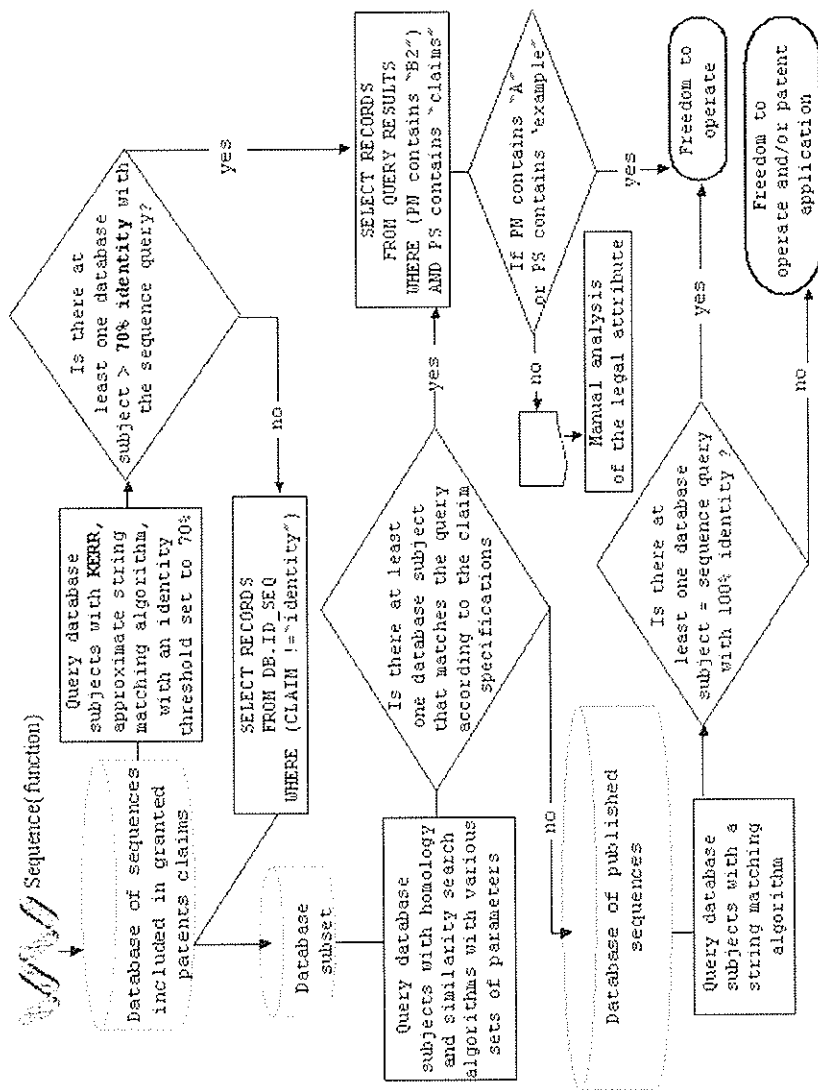 Sequence(function)
Database of sequences
included in granted
patents claims
Query database
subjects with KERR,
approximate string
matching algorithm,
with an identity
threshold set to 70%
Is there at
least one database
subject > 70% identity with
the sequence query?
yes
no
SELECT RECORDS
FROM DB.ID_SEQ
WHERE (CLAIM !=“identity”)
Database
subset
Query database
subjects with homology
and similarity search
algorithms with various
sets of parameters
Is there at least
one database subject
that matches the query
according to the claim
specifications
yes
no
SELECT RECORDS
FROM QUERY RESULTS
WHERE (PN contains “B2”)
AND PS contains “claims”
If PN contains “A”
or PS contains ‘example”
no
yes
Manual analysis
of the legal attribute
Freedom to
operate
Database of published
sequences
Query database
subjects with a
string matching
algorithm
Is there at
least one database
subject = sequence query
with 100% identity ?
yes
no
Freedom to
operate and/or patent
application